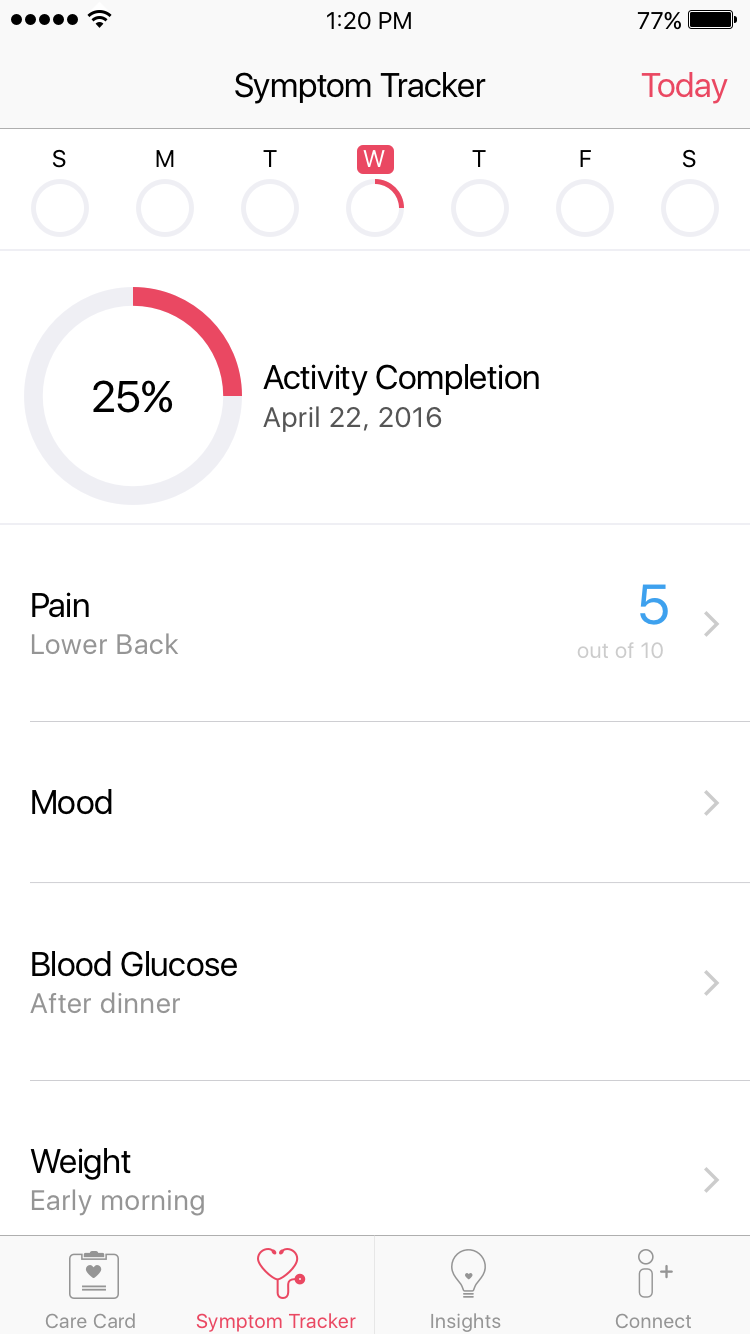 1:20 PM 77%
Symptom Tracker Today
S M T W T F S
25%
Activity Completion
April 22, 2016
Pain
Lower Back
5
out of 10
Mood
Blood Glucose
After dinner
Weight
Early morning
Care Card Symptom Tracker Insights Connect